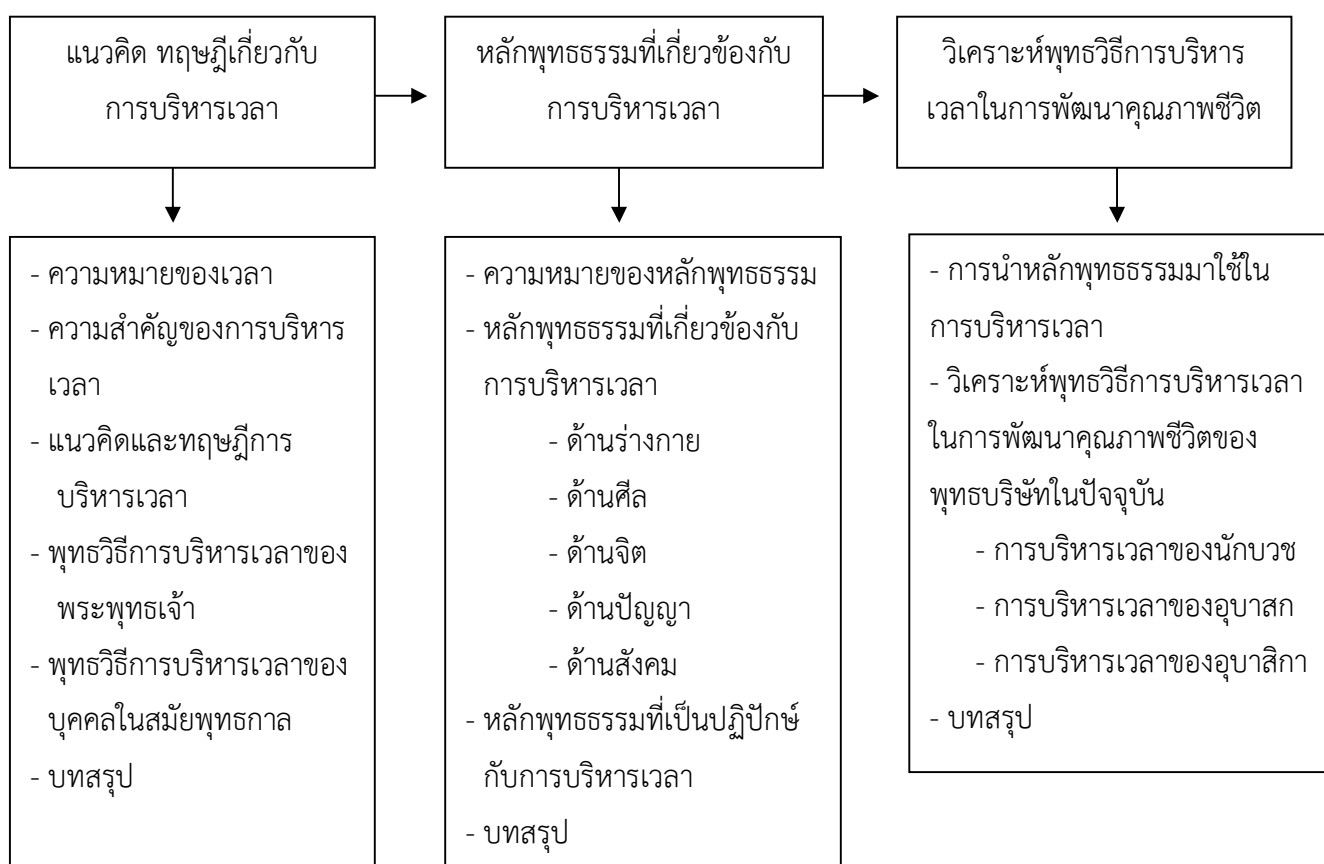 แนวคิด ทฤษฎีเกี่ยวกับ
การบริหารเวลา
หลักพุทธธรรมที่เกี่ยวข้องกับ
การบริหารเวลา
วิเคราะห์พุทธวิธีการบริหาร
เวลาในการพัฒนาคุณภาพชีวิต
- ความหมายของเวลา
- ความสำคัญของการบริหาร
เวลา
- แนวคิดและทฤษฎีการ
บริหารเวลา
- พุทธวิธีการบริหารเวลาของ
พระพุทธเจ้า
- พุทธวิธีการบริหารเวลาของ
บุคคลในสมัยพุทธกาล
- บทสรุป
- ความหมายของหลักพุทธธรรม
- หลักพุทธธรรมที่เกี่ยวข้องกับ
การบริหารเวลา
- ด้านร่างกาย
- ด้านศีล
- ด้านจิต
- ด้านปัญญา
- ด้านสังคม
- หลักพุทธธรรมที่เป็นปฏิปักษ์
กับการบริหารเวลา
- บทสรุป
- การนำหลักพุทธธรรมมาใช้ใน
การบริหารเวลา
- วิเคราะห์พุทธวิธีการบริหารเวลา
ในการพัฒนาคุณภาพชีวิตของ
พุทธบริษัทในปัจจุบัน
- การบริหารเวลาของนักบวช
- การบริหารเวลาของอุบาสก
- การบริหารเวลาของอุบาสิกา
- บทสรุป